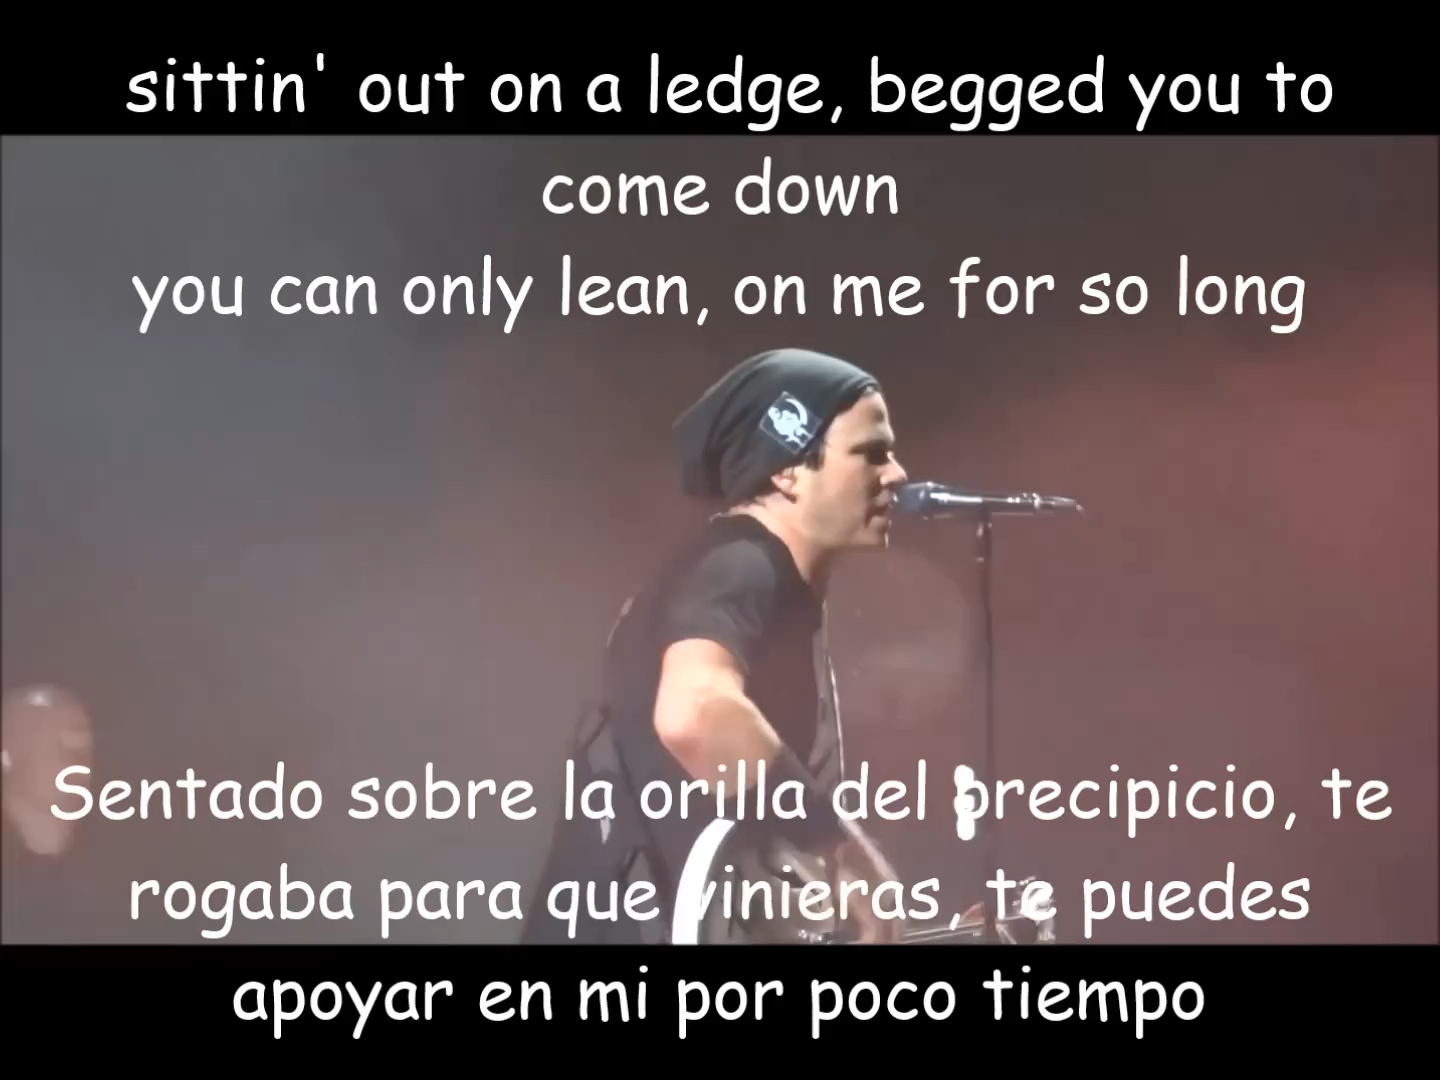 sittin' out on a ledge, begged you to
come down
you can only lean, on me for so long
Sentado sobre la orilla del precipicio, te
rogaba para que vinieras, te puedes
apoyar en mi por poco tiempo